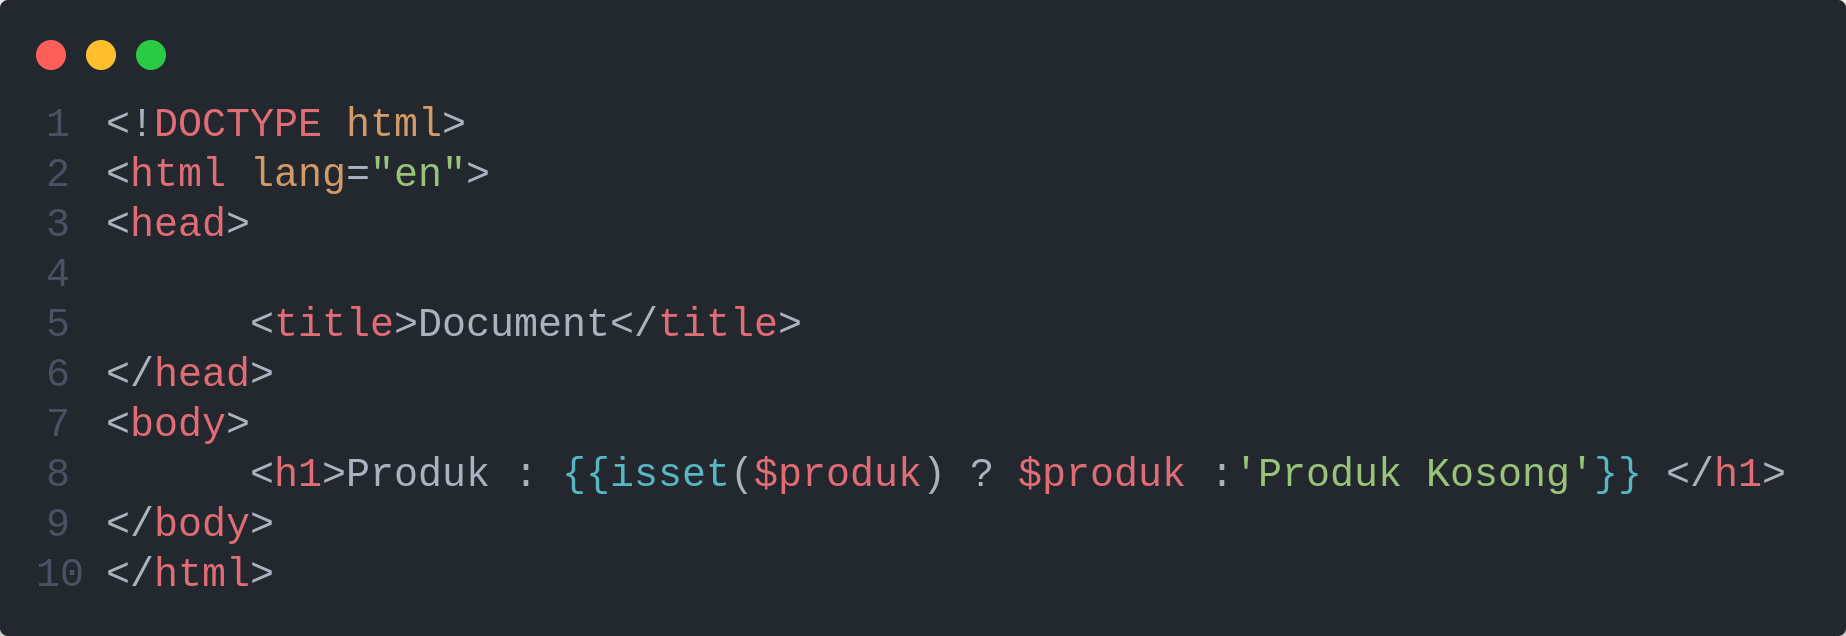 1 <!DOCTYPE html>
2 <html lang="en">
3 <head>
4
5       <title>Document</title>
6 </head>
7 <body>
8       <h1>Produk : {{isset($produk) ? $produk :'Produk Kosong'}} </h1>
9 </body>
10 </html>